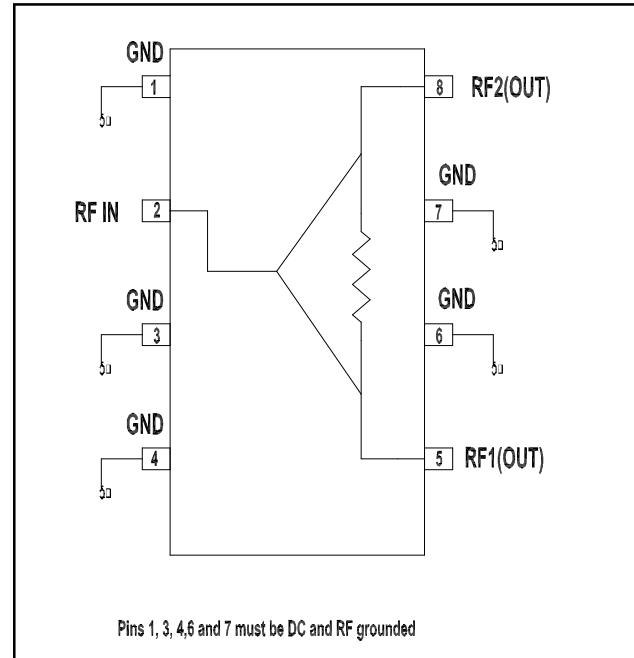 GND
1
8
RF2(OUT)
RF IN
2
GND
7
GND
3
GND
6
GND
4
5
RF1(OUT)
Pins 1, 3, 4,6 and 7 must be DC and RF grounded